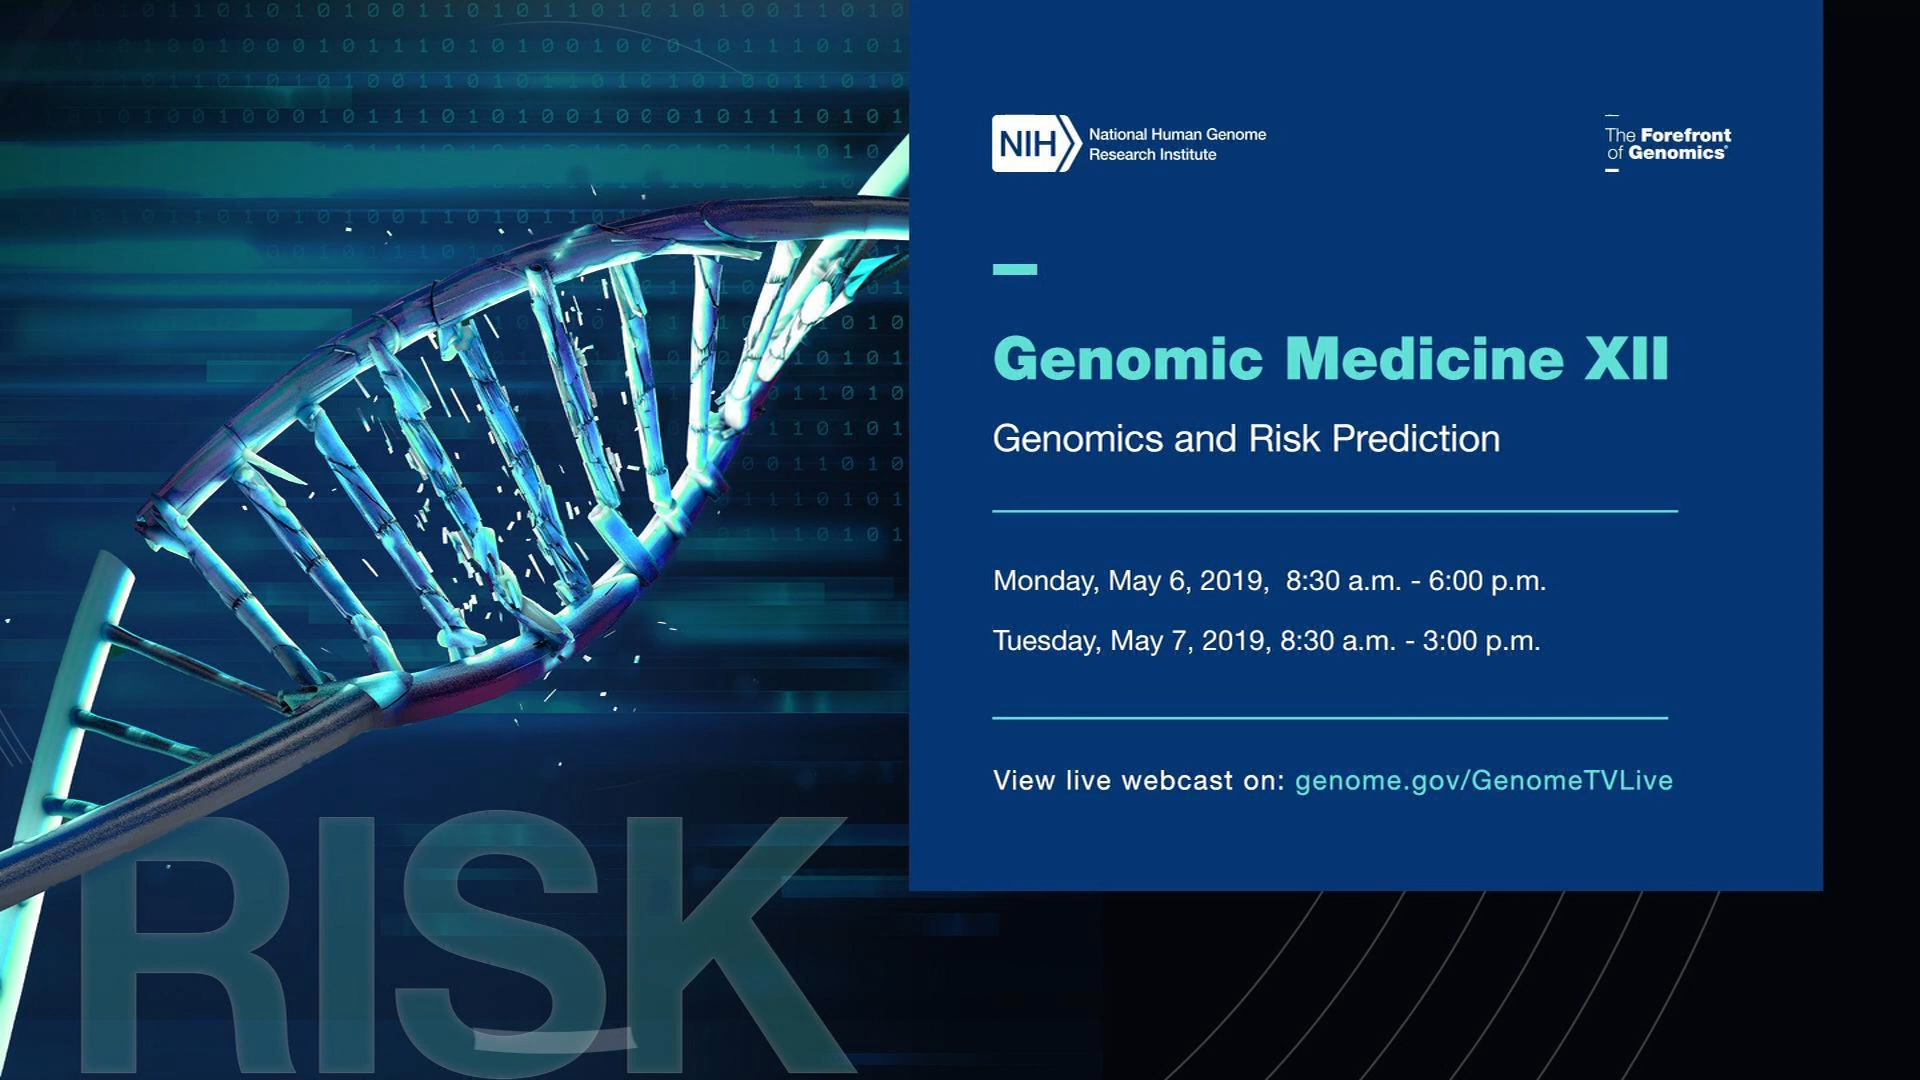 NIH
National Human Genome
Research Institute
The Forefront
of Genomics®
Genomic Medicine XII
Genomics and Risk Prediction
Monday, May 6, 2019, 8:30 a.m. - 6:00 p.m.
Tuesday, May 7, 2019, 8:30 a.m. - 3:00 p.m.
View live webcast on: genome.gov/GenomeTVLive
RISK